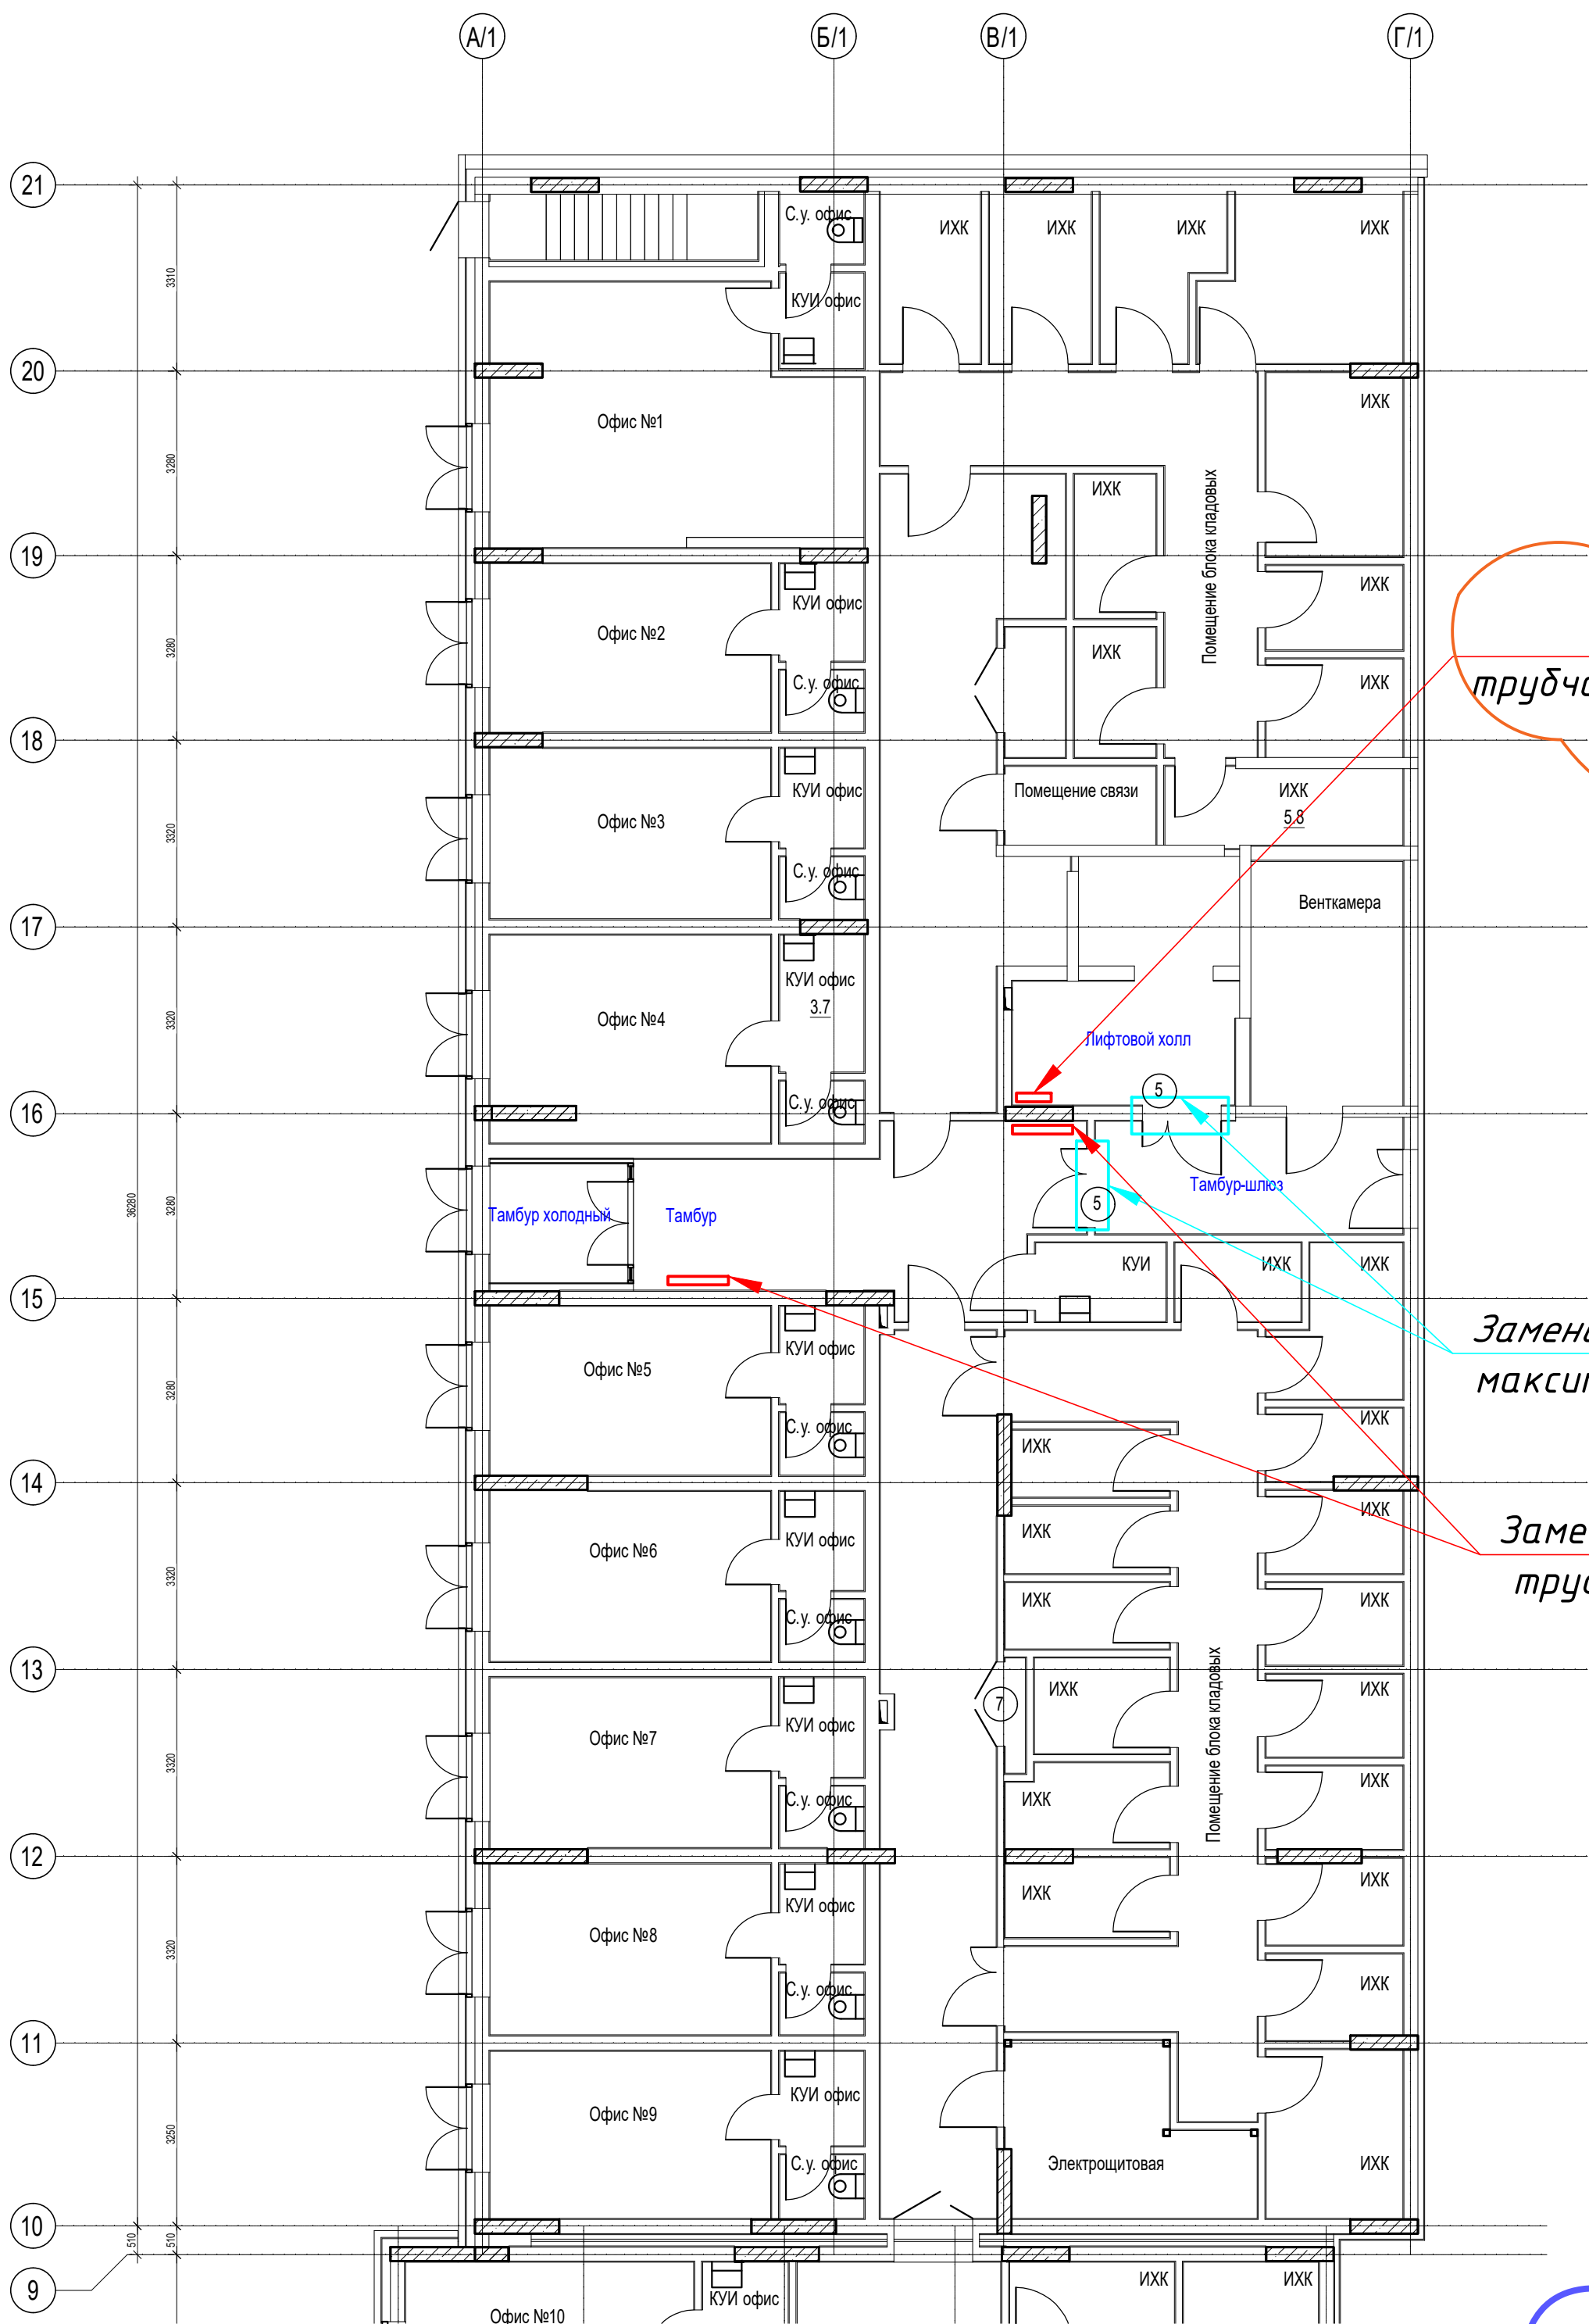 А/1
Б/1
В/1
Г/1
21
С.у. офис
ИХК
ИХК
ИХК
ИХК
3310
КУИ офис
20
ИХК
Офис №1
3280
ИХК
Помещение блока кладовых
19
ИХК
КУИ офис
Офис №2
3280
ИХК
ИХК
С.у. офис
18
КУИ офис
Помещение связи
ИХК
5.8
Офис №3
3320
С.у. офис
Венткамера
17
КУИ офис
3.7
Офис №4
3320
Лифтовой холл
5
С.у. офис
16
Тамбур-шлюз
5
36280
3280
Тамбур холодный
Тамбур
КУИ
ИХК
ИХК
15
КУИ офис
Офис №5
3280
С.у. офис
ИХК
ИХК
14
ИХК
ИХК
КУИ офис
Офис №6
3320
ИХК
ИХК
С.у. офис
13
ИХК
ИХК
7
Помещение блока кладовых
КУИ офис
Офис №7
3320
ИХК
ИХК
С.у. офис
12
ИХК
ИХК
КУИ офис
Офис №8
3320
С.у. офис
ИХК
11
КУИ офис
Офис №9
3250
С.у. офис
Электрощитовая
ИХК
10
510
510
9
ИХК
ИХК
КУИ офис
Офис №10